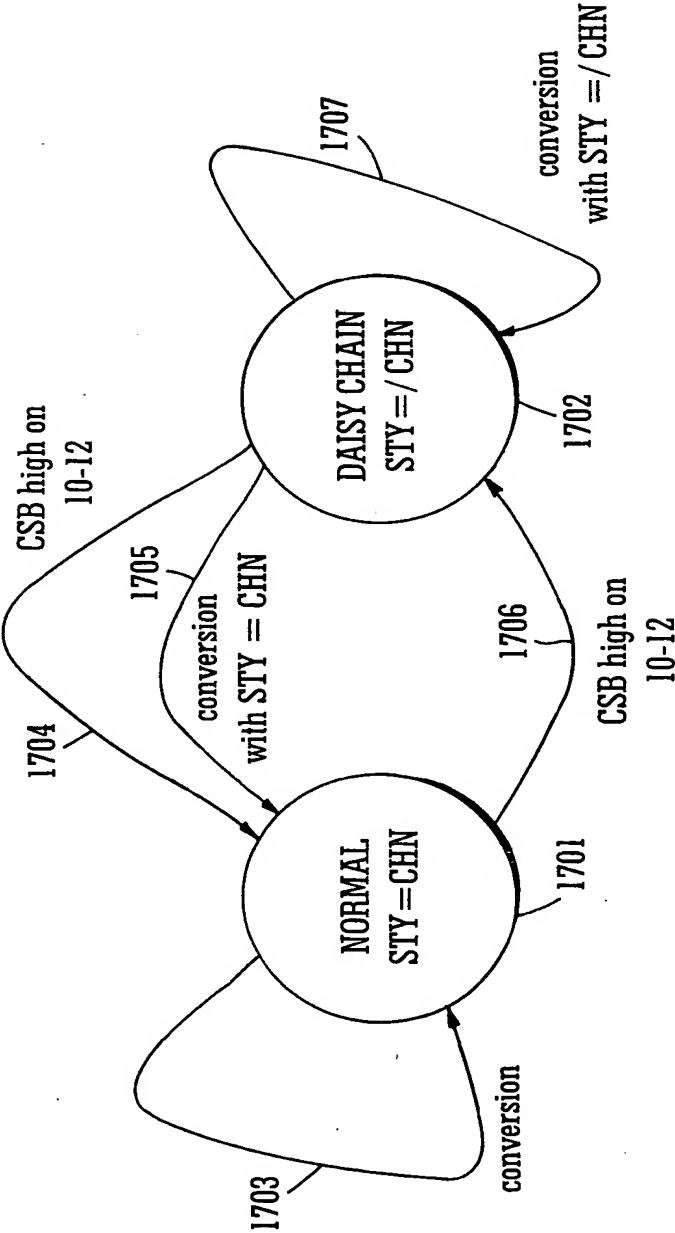 CSB high on
10-12
1704
1705
conversion
with STY = CHN
1703
NORMAL
STY=CHN
1701
conversion
DAISY CHAIN
STY=/CHN
1702
1707
conversion
with STY =/CHN
1706
CSB high on
10-12